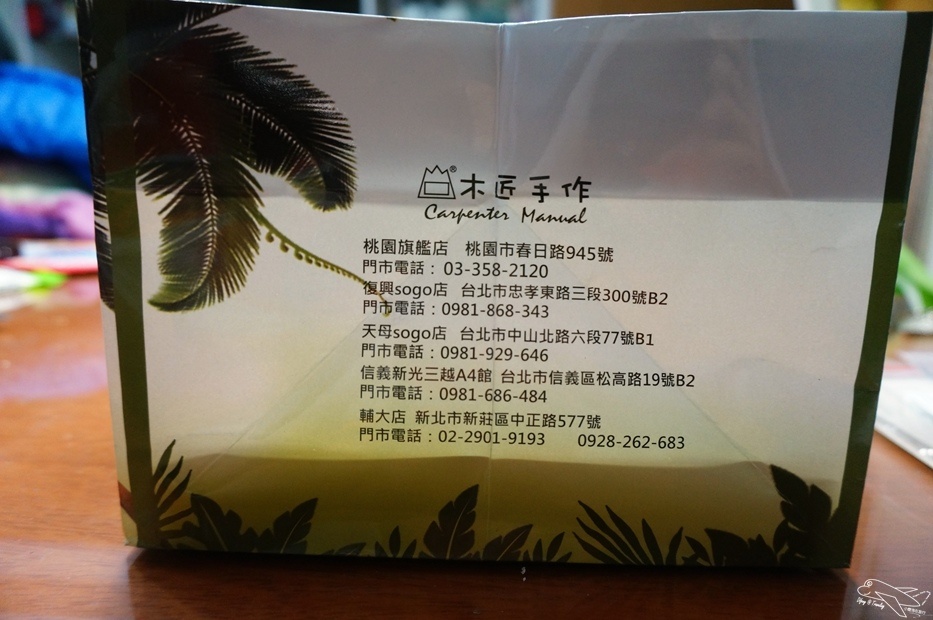 ®木匠手作
Carpenter Manual
桃園旗艦店 桃園市春日路945號
門市電話：03-358-2120
復興sogo店 台北市忠孝東路三段300號B2
門市電話：0981-868-343
天母sogo店 台北市中山北路六段77號B1
門市電話：0981-929-646
信義新光三越A4館 台北市信義區松高路19號B2
門市電話：0981-686-484
輔大店 新北市新莊區中正路577號
門市電話：02-2901-9193 0928-262-683